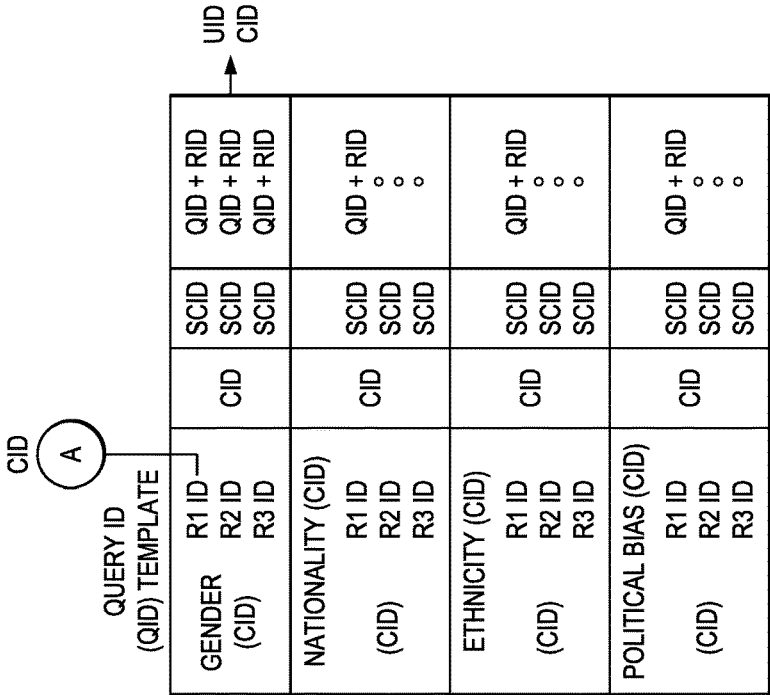 CID
A
QUERY ID
(QID) TEMPLATE
GENDER
(CID)
R1 ID
R2 ID
R3 ID
CID
SCID
SCID
SCID
QID + RID
QID + RID
QID + RID
UID
CID
NATIONALITY (CID)
(CID)
R1 ID
R2 ID
R3 ID
CID
SCID
SCID
SCID
QID + RID
ETHNICITY (CID)
(CID)
R1 ID
R2 ID
R3 ID
CID
SCID
SCID
SCID
QID + RID
POLITICAL BIAS (CID)
(CID)
R1 ID
R2 ID
R3 ID
CID
SCID
SCID
SCID
QID + RID